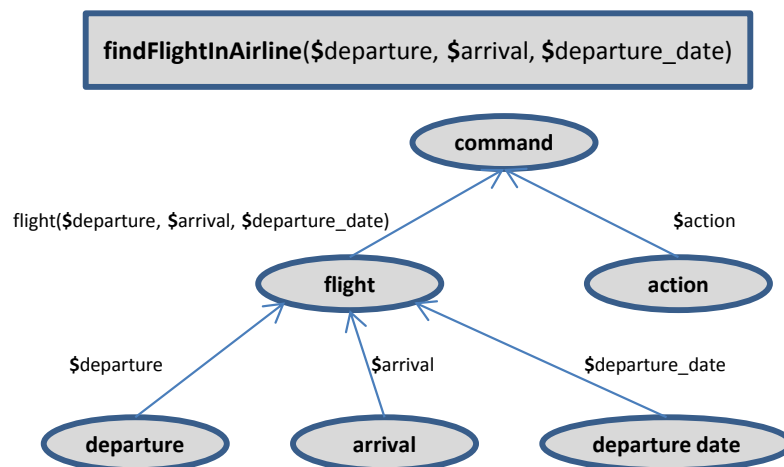 findFlightInAirline($departure, $arrival, $departure_date)
command
flight($departure, $arrival, $departure_date)
$action
flight
action
$departure
$arrival
$departure_date
departure
arrival
departure date